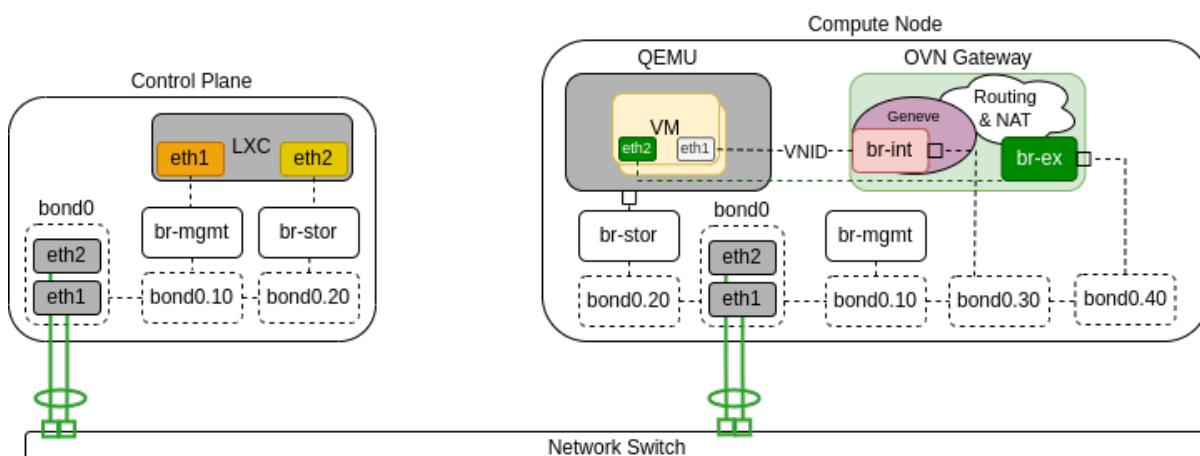 Compute Node
Control Plane
QEMU
OVN Gateway
LXC
eth1
eth2
VM
eth2
eth1
VNID
Geneve
Routing
& NAT
br-int
br-ex
bond0
eth2
eth1
br-mgmt
br-stor
bond0.10
bond0.20
br-stor
bond0
br-mgmt
eth2
eth1
bond0.20
bond0.10
bond0.30
bond0.40
Network Switch